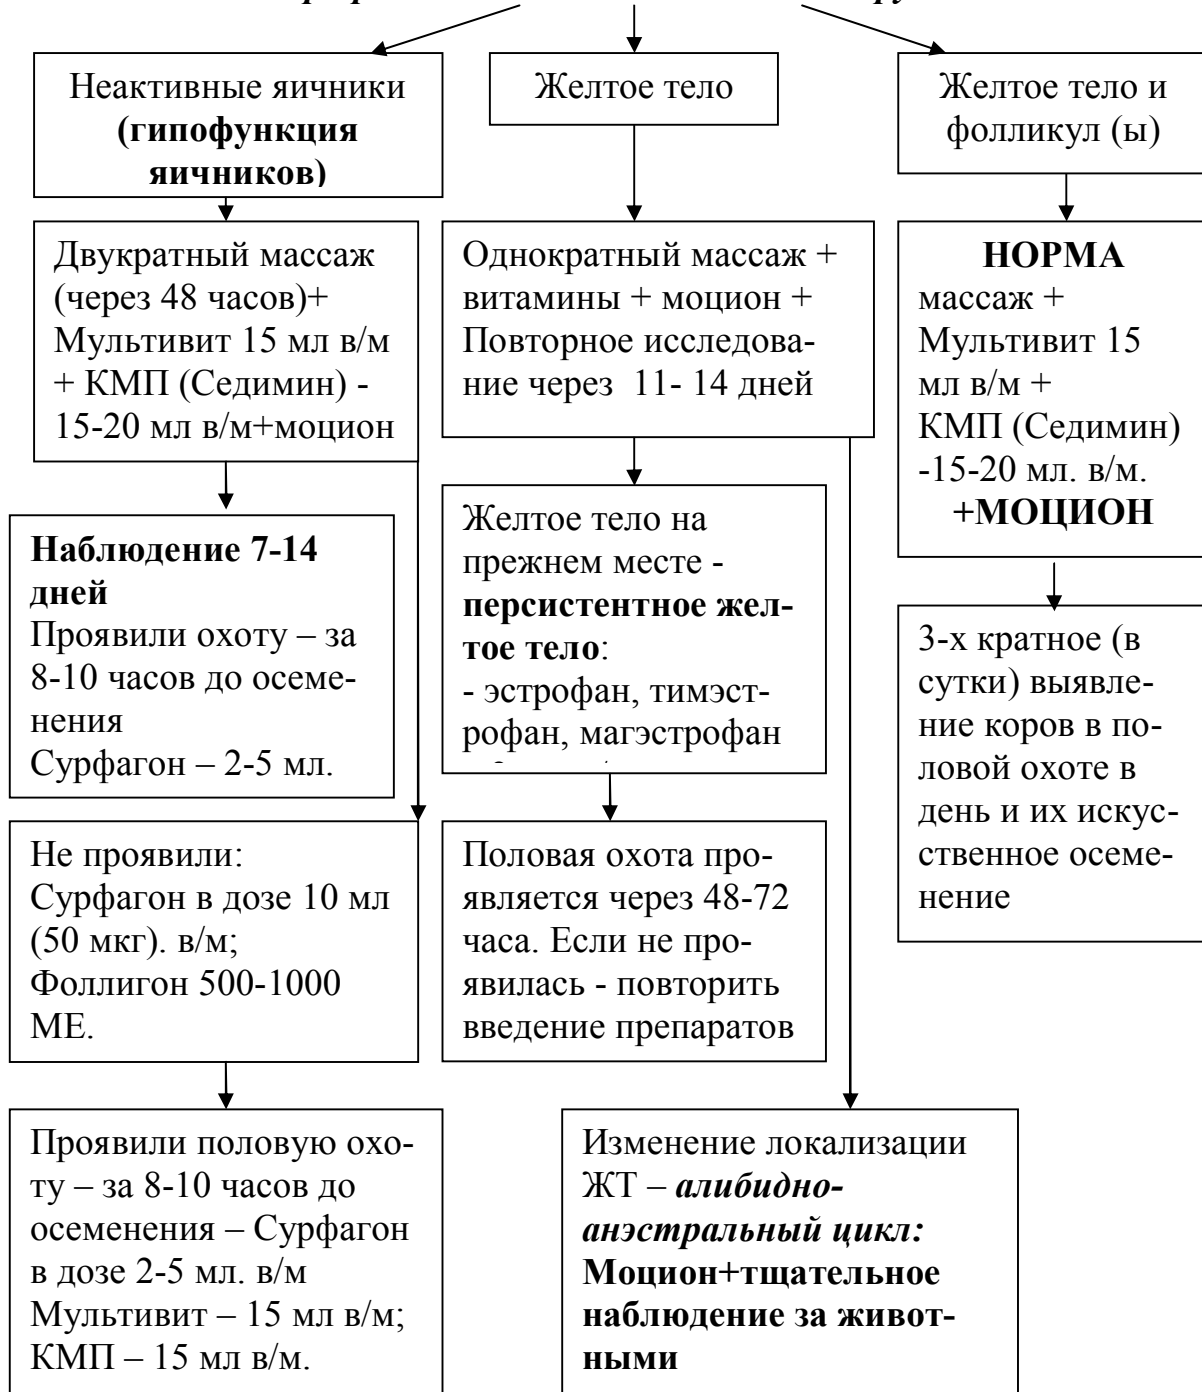 Неактивные яичники
(гипофункция
яичников)
Желтое тело
Желтое тело и
фолликул (ы)
Двукратный массаж
(через 48 часов)+
Мультивит 15 мл в/м
+ КМП (Седимин) -
15-20 мл в/м+моцион
Однократный массаж +
витамины + моцион +
Повторное исследова-
ние через 11- 14 дней
НОРМА
массаж +
Мультивит 15
мл в/м +
КМП (Седимин)
-15-20 мл. в/м.
+МОЦИОН
Наблюдение 7-14
дней
Проявили охоту – за
8-10 часов до осеме-
нения
Сурфагон – 2-5 мл.
Желтое тело на
прежнем месте -
персистентное жел-
тое тело:
- эстрофан, тимэст-
рофан, магэстрофан
3-х кратное (в
сутки) выявле-
ние коров в по-
ловой охоте в
день и их искус-
ственное осеме-
нение
Не проявили:
Сурфагон в дозе 10 мл
(50 мкг). в/м;
Фоллигон 500-1000
МЕ.
Половая охота про-
является через 48-72
часа. Если не про-
явилась - повторить
введение препаратов
Проявили половую охо-
ту – за 8-10 часов до
осеменения – Сурфагон
в дозе 2-5 мл. в/м
Мультивит – 15 мл в/м;
КМП – 15 мл в/м.
Изменение локализации
ЖТ – алибидно-
анэстральный цикл:
Моцион+тщательное
наблюдение за живот-
ными